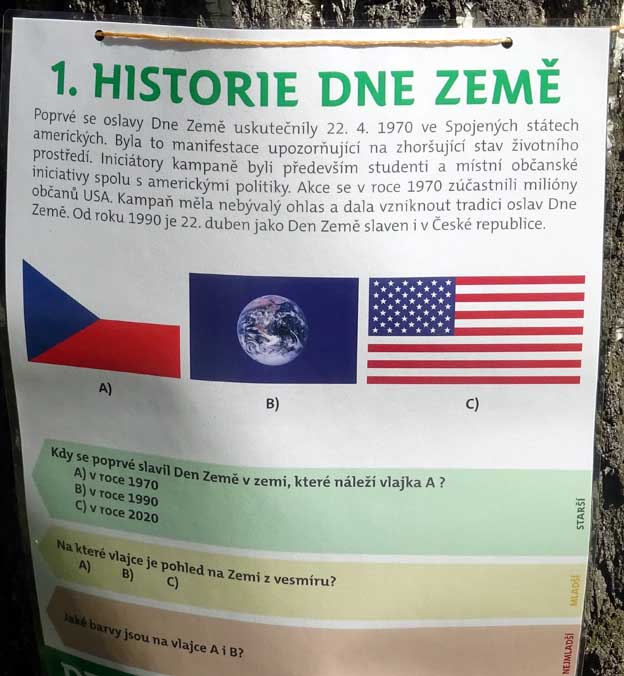 1. HISTORIE DNE ZEMĚ
Poprvé se oslavy Dne Země uskutečnily 22. 4. 1970 ve Spojených státech
amerických. Byla to manifestace upozorňující na zhoršující stav životního
prostředí. Iniciátory kampaně byli především studenti a místní občanské
iniciativy spolu s americkými politiky. Akce se v roce 1970 zúčastnili milióny
občanů USA. Kampaň měla nebývalý ohlas a dala vzniknout tradici oslav Dne
Země. Od roku 1990 je 22. duben jako Den Země slaven i v České republice.
A)
B)
C)
Kdy se poprvé slavil Den Země v zemi, které náleží vlajka A ?
A) v roce 1970
B) v roce 1990
C) v roce 2020
STARŠÍ
Na které vlajce je pohled na Zemi z vesmíru?
A) B) C)
MLADŠÍ
Jaké barvy jsou na vlajce A i B?
NEJMLADŠÍ